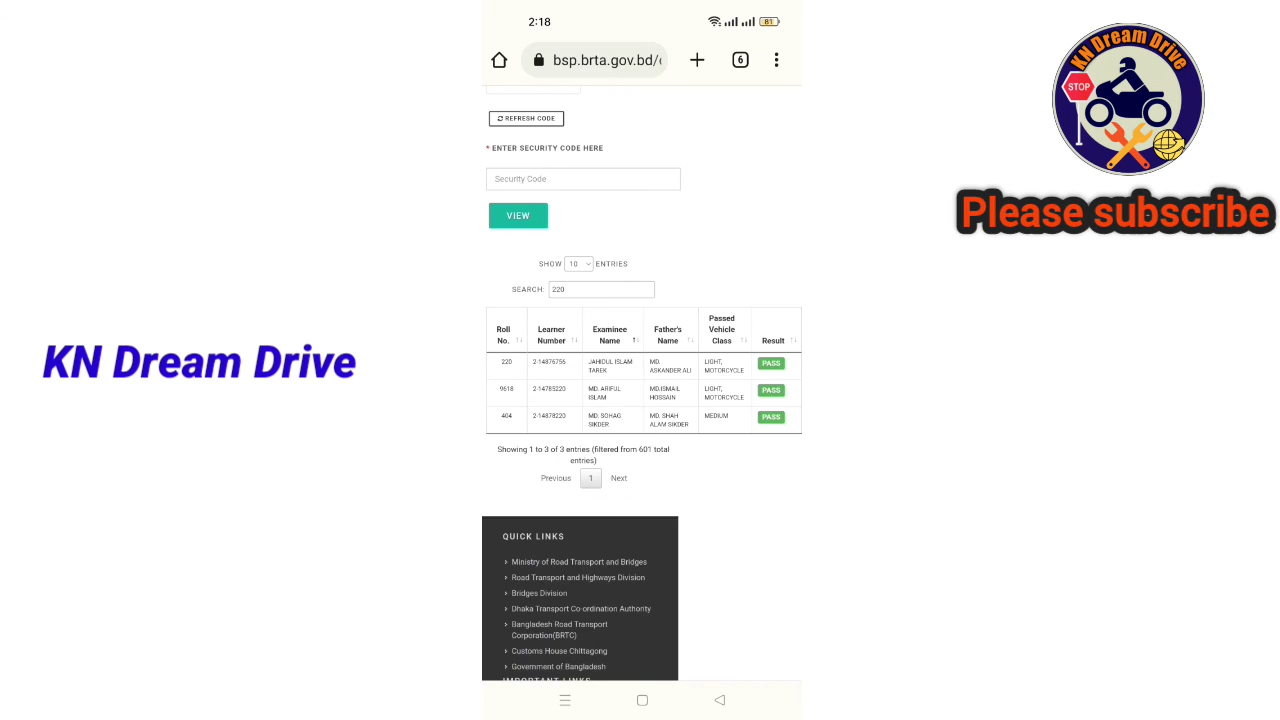 2:18
81
bsp.brta.gov.bd/
6
REFRESH CODE
* ENTER SECURITY CODE HERE
Security Code
VIEW
SHOW 10 ENTRIES
SEARCH: 220
Roll No. Learner Number Examinee Name Father's Name Passed Vehicle Class Result
220 2-14876756 JAHIDUL ISLAM TAREK MD. ASKANDER ALI LIGHT, MOTORCYCLE PASS
9618 2-14785220 MD. ARIFUL ISLAM MD.ISMAIL HOSSAIN LIGHT, MOTORCYCLE PASS
404 2-14878220 MD. SOHAG SIKDER MD. SHAH ALAM SIKDER MEDIUM PASS
Showing 1 to 3 of 3 entries (filtered from 601 total
entries)
Previous 1 Next
QUICK LINKS
Ministry of Road Transport and Bridges
Road Transport and Highways Division
Bridges Division
Dhaka Transport Co-ordination Authority
Bangladesh Road Transport
Corporation(BRTC)
Customs House Chittagong
Government of Bangladesh
IMPORTANT LINKS
KN Dream Drive
KN Dream Drive
STOP
Please subscribe